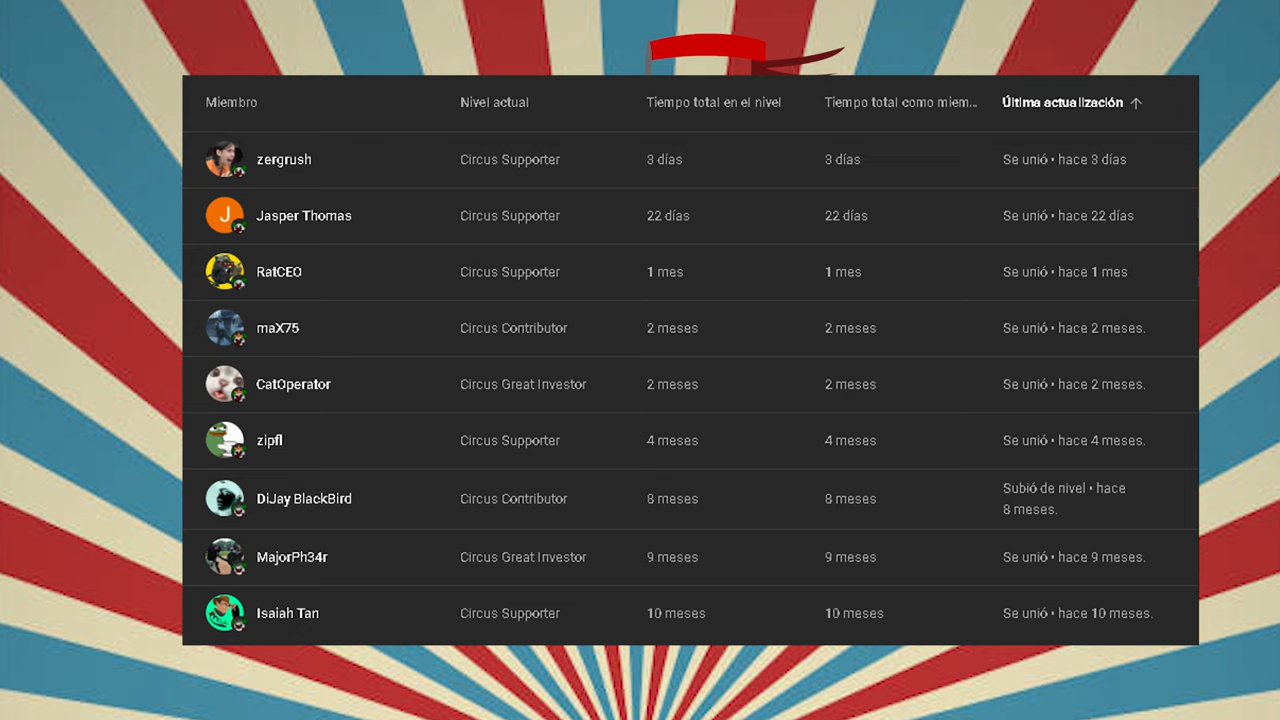 Miembro Nivel actual Tiempo total en el nivel Tiempo total como miem... Última actualización ↑
zergrush Circus Supporter 3 días 3 días Se unió • hace 3 días
J Jasper Thomas Circus Supporter 22 días 22 días Se unió • hace 22 días
RatCEO Circus Supporter 1 mes 1 mes Se unió • hace 1 mes
maX75 Circus Contributor 2 meses 2 meses Se unió • hace 2 meses.
CatOperator Circus Great Investor 2 meses 2 meses Se unió • hace 2 meses.
zipfl Circus Supporter 4 meses 4 meses Se unió • hace 4 meses.
DiJay BlackBird Circus Contributor 8 meses 8 meses Subió de nivel • hace
8 meses.
MajorPh34r Circus Great Investor 9 meses 9 meses Se unió • hace 9 meses.
Isaiah Tan Circus Supporter 10 meses 10 meses Se unió • hace 10 meses.